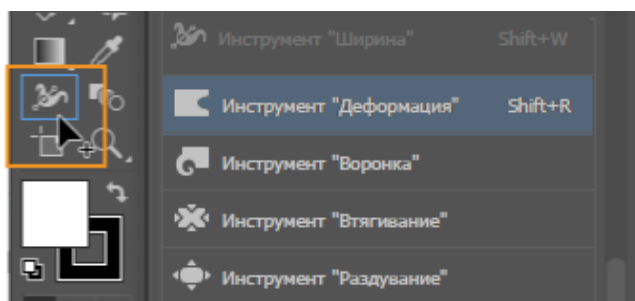 Инструмент "Ширина" Shift+W
Инструмент "Деформация" Shift+R
Инструмент "Воронка"
Инструмент "Втягивание"
Инструмент "Раздувание"